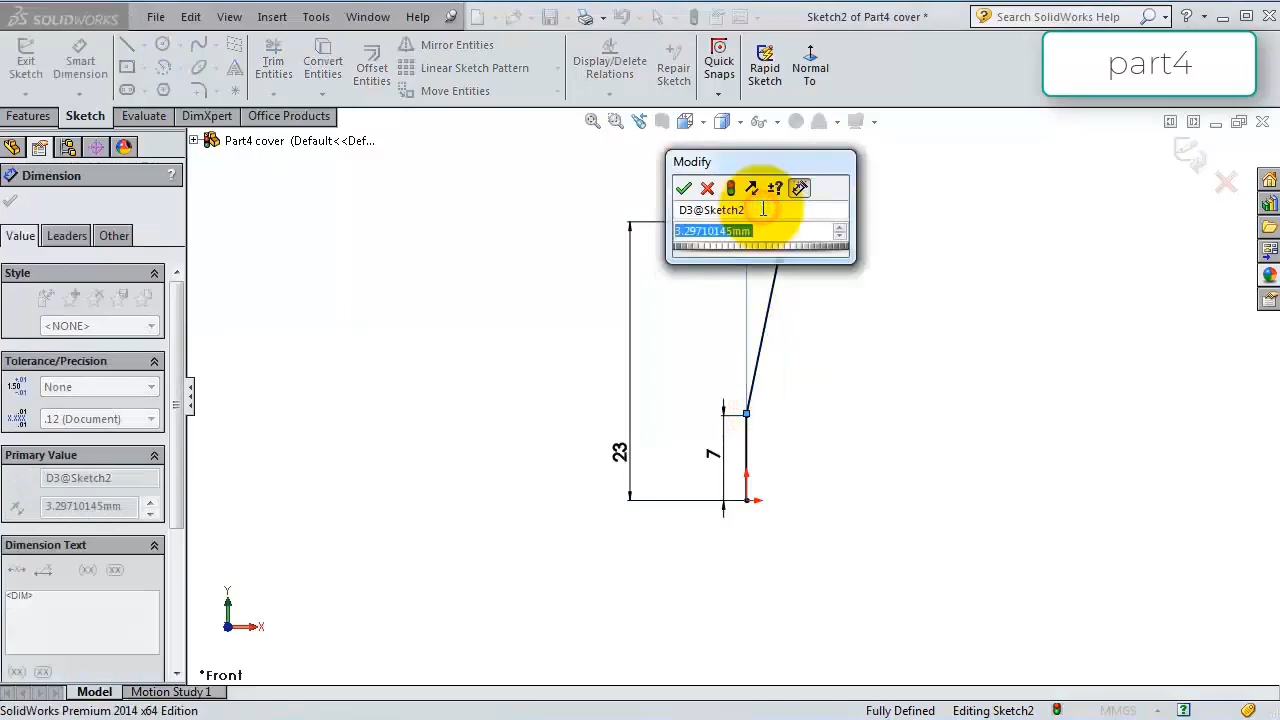 SOLIDWORKS
File Edit View Insert Tools Window Help
Sketch2 of Part4 cover *
Search SolidWorks Help
part4
Exit Sketch
Smart Dimension
Trim Entities
Convert Entities
Offset Entities
Mirror Entities
Linear Sketch Pattern
Move Entities
Display/Delete Relations
Repair Sketch
Quick Snaps
Rapid Sketch
Normal To
Features Sketch Evaluate DimXpert Office Products
Part4 cover (Default<<Def...
Dimension
?
Value Leaders Other
Style
<NONE>
Tolerance/Precision
None
.12 (Document)
Primary Value
D3@Sketch2
3.29710145mm
Dimension Text
<DIM>
Modify
D3@Sketch2
3.29710145mm
23
7
Y
X
*Front
Model Motion Study 1
SolidWorks Premium 2014 x64 Edition
Fully Defined Editing Sketch2 MMGS